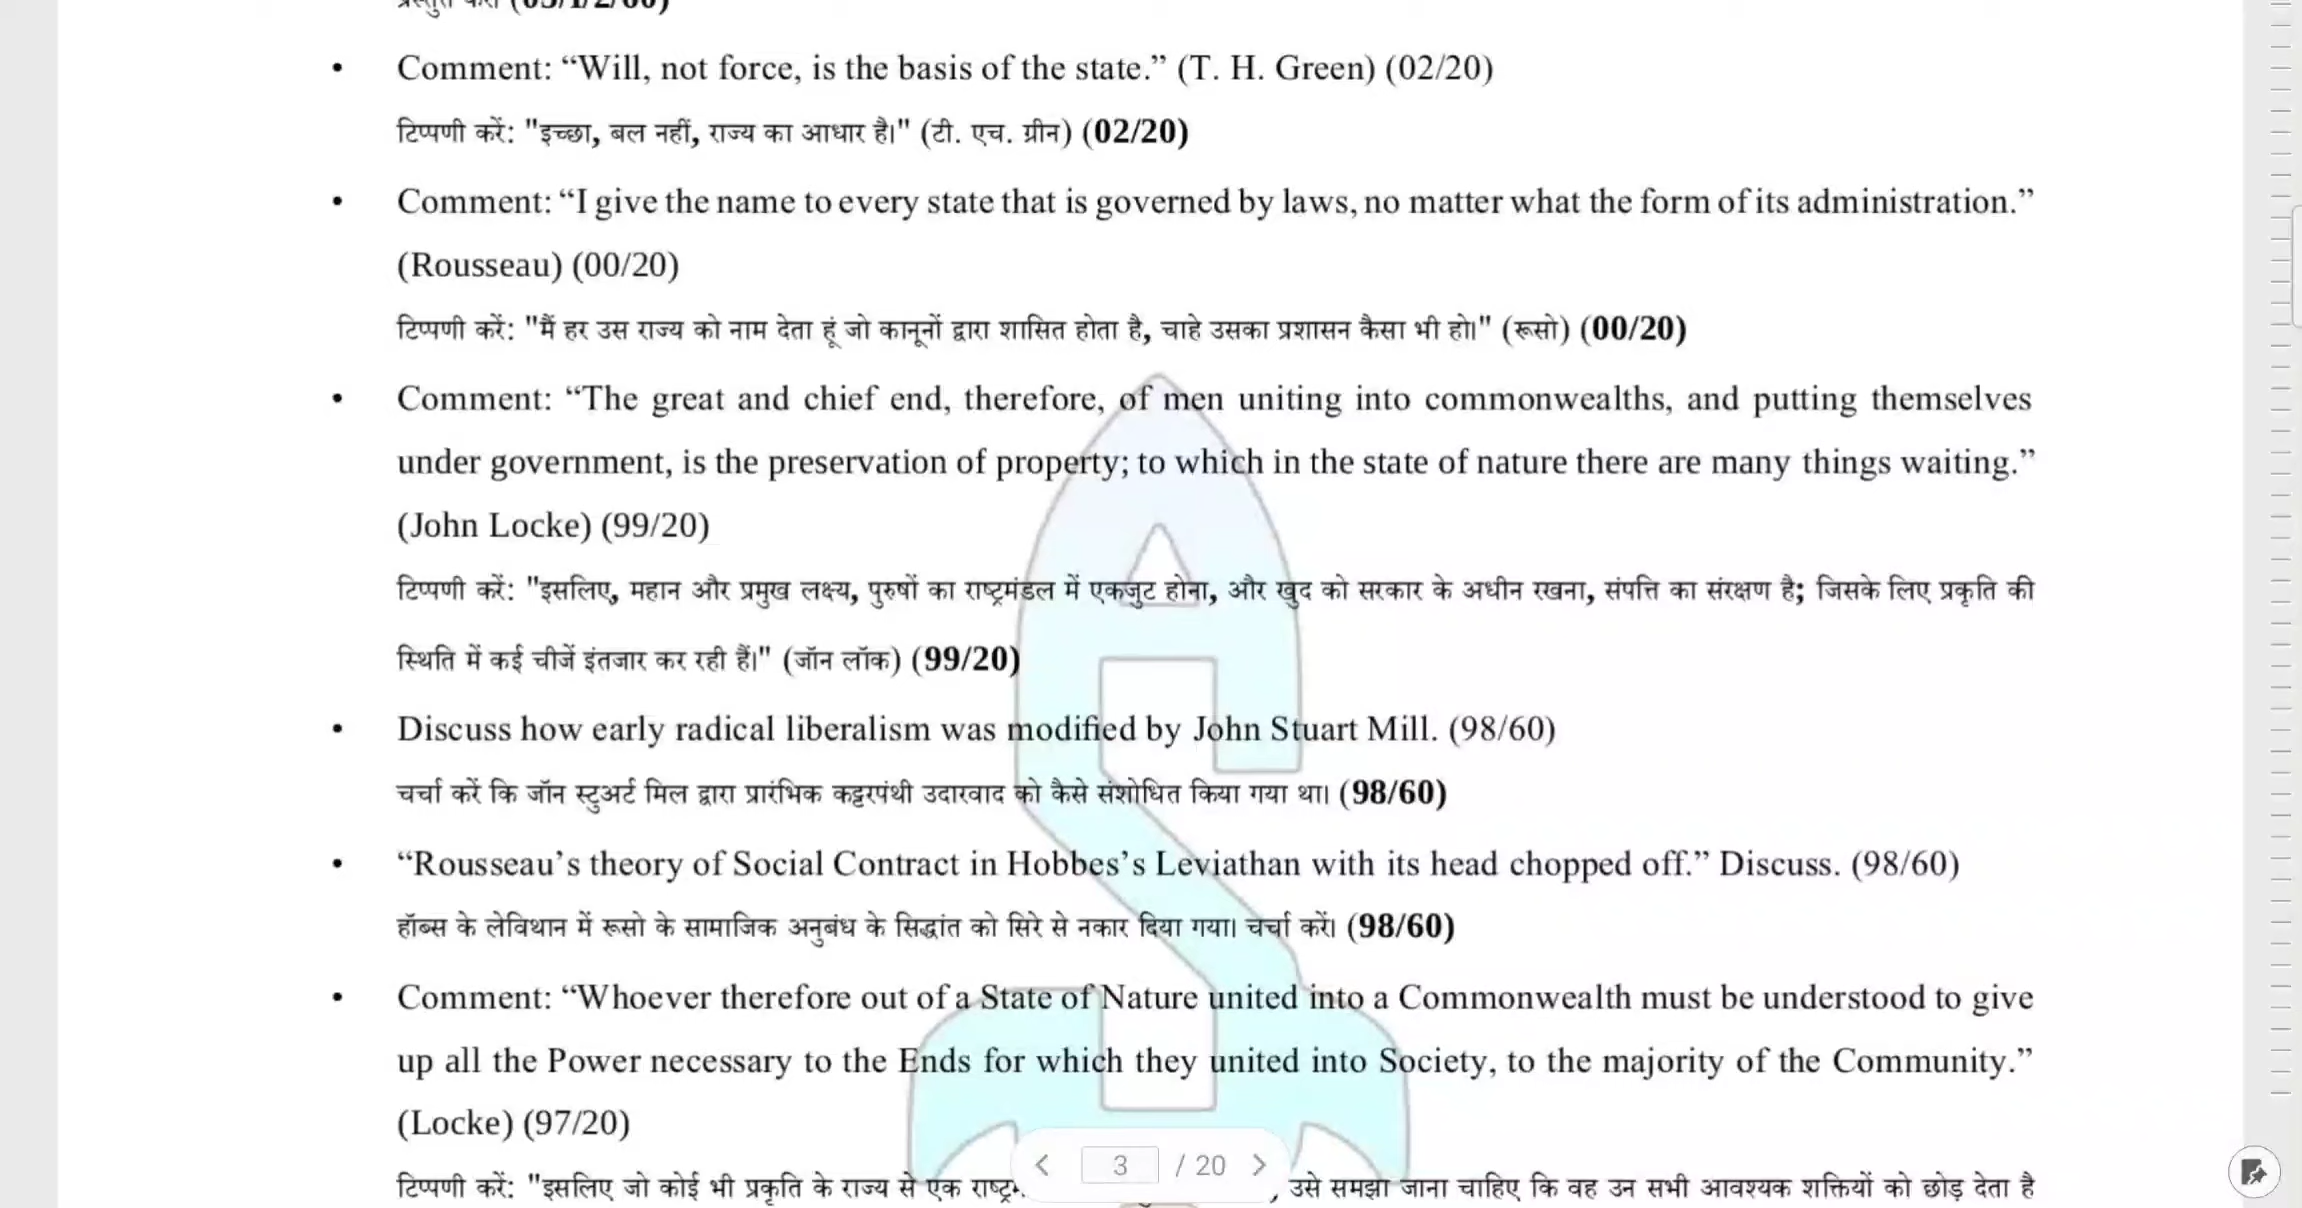 प्रस्तुत करें (03/1/2/60)
• Comment: “Will, not force, is the basis of the state.” (T. H. Green) (02/20)
टिप्पणी करें: "इच्छा, बल नहीं, राज्य का आधार है।" (टी. एच. ग्रीन) (02/20)
• Comment: “I give the name to every state that is governed by laws, no matter what the form of its administration.”
(Rousseau) (00/20)
टिप्पणी करें: "मैं हर उस राज्य को नाम देता हूं जो कानूनों द्वारा शासित होता है, चाहे उसका प्रशासन कैसा भी हो।" (रूसो) (00/20)
• Comment: “The great and chief end, therefore, of men uniting into commonwealths, and putting themselves
under government, is the preservation of property; to which in the state of nature there are many things waiting.”
(John Locke) (99/20)
टिप्पणी करें: "इसलिए, महान और प्रमुख लक्ष्य, पुरुषों का राष्ट्रमंडल में एकजुट होना, और खुद को सरकार के अधीन रखना, संपत्ति का संरक्षण है; जिसके लिए प्रकृति की
स्थिति में कई चीजें इंतजार कर रही हैं।" (जॉन लॉक) (99/20)
• Discuss how early radical liberalism was modified by John Stuart Mill. (98/60)
चर्चा करें कि जॉन स्टुअर्ट मिल द्वारा प्रारंभिक कट्टरपंथी उदारवाद को कैसे संशोधित किया गया था। (98/60)
• “Rousseau’s theory of Social Contract in Hobbes’s Leviathan with its head chopped off.” Discuss. (98/60)
हॉब्स के लेविथान में रूसो के सामाजिक अनुबंध के सिद्धांत को सिरे से नकार दिया गया। चर्चा करें। (98/60)
• Comment: “Whoever therefore out of a State of Nature united into a Commonwealth must be understood to give
up all the Power necessary to the Ends for which they united into Society, to the majority of the Community.”
(Locke) (97/20)
3 / 20
टिप्पणी करें: "इसलिए जो कोई भी प्रकृति के राज्य से एक , उसे समझा जाना चाहिए कि वह उन सभी आवश्यक शक्तियों को छोड़ देता है